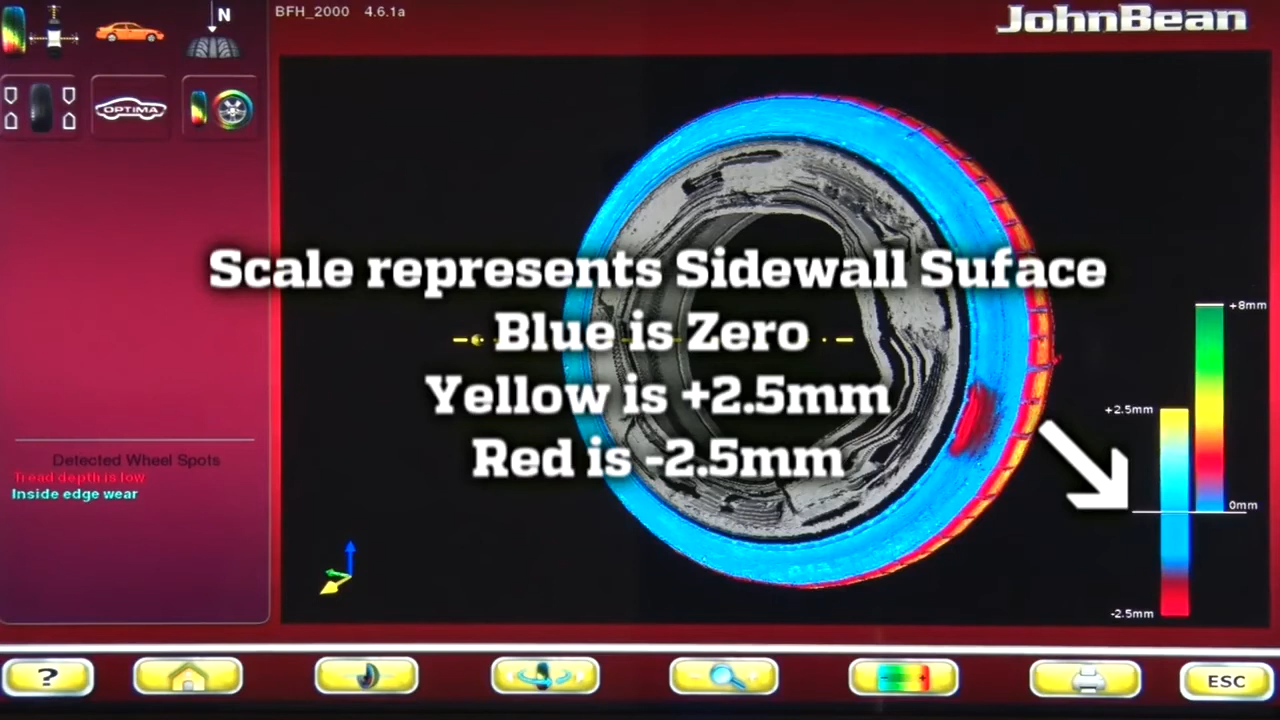 BFH_2000 4.6.1a
JohnBean
N
OPTIMA
Scale represents Sidewall Suface
Blue is Zero
Yellow is +2.5mm
Red is -2.5mm
+8mm
+2.5mm
0mm
-2.5mm
Detected Wheel Spots
Tread depth is low
Inside edge wear
?
- +
ESC